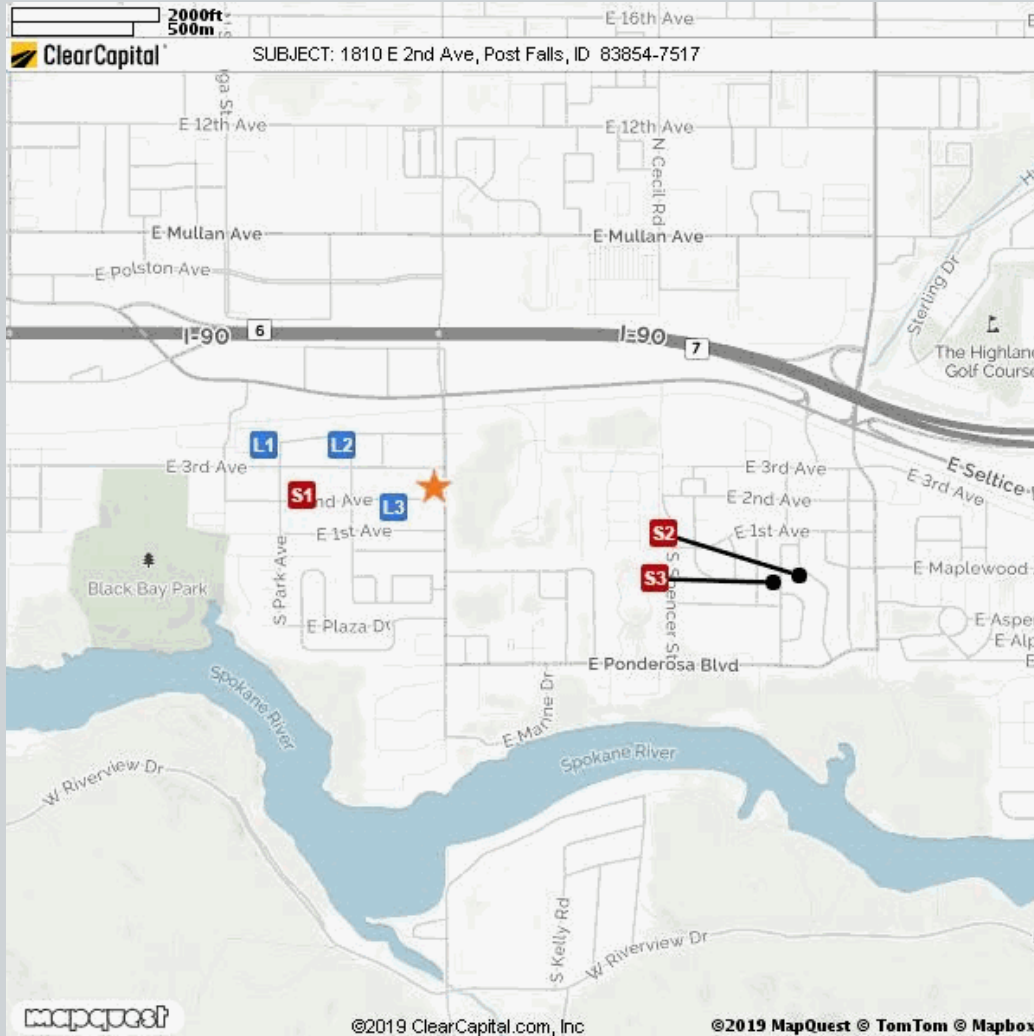 2000ft
500m
E 16th Ave
ClearCapital
SUBJECT: 1810 E 2nd Ave, Post Falls, ID 83854-7517
E 12th Ave
E 12th Ave
N Cecil Rd
E Mullan Ave
E Mullan Ave
E Polston Ave
Sterling Dr
I-90
6
I-90
7
The Highland
Golf Course
L1
L2
E 3rd Ave
E 3rd Ave
E Seltice
E 3rd Ave
S1
nd Ave
L3
E 2nd Ave
E 1st Ave
S2
E 1st Ave
S3
S Park Ave
S Spencer St
E Maplewood
Black Bay Park
E Plaza D
E Aspe
E Alp
E Ponderosa Blvd
Spokane River
E Marine Dr
Spokane River
W Riverview Dr
S Kelly Rd
W Riverview Dr
mapquest
©2019 ClearCapital.com, Inc
©2019 MapQuest © TomTom © Mapbox